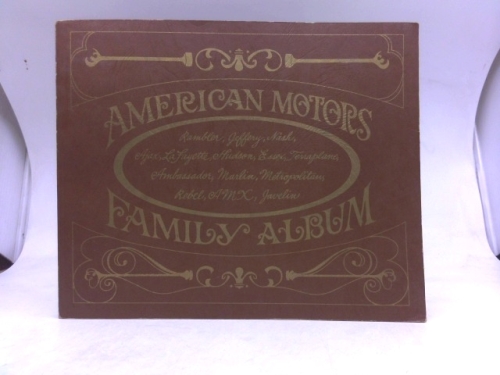 AMERICAN MOTORS
Rambler, Jeffery, Nash,
Ajax, LaFayette, Hudson, Essex, Terraplane,
Ambassador, Marlin, Metropolitan,
Rebel, AMX, Javelin
FAMILY ALBUM